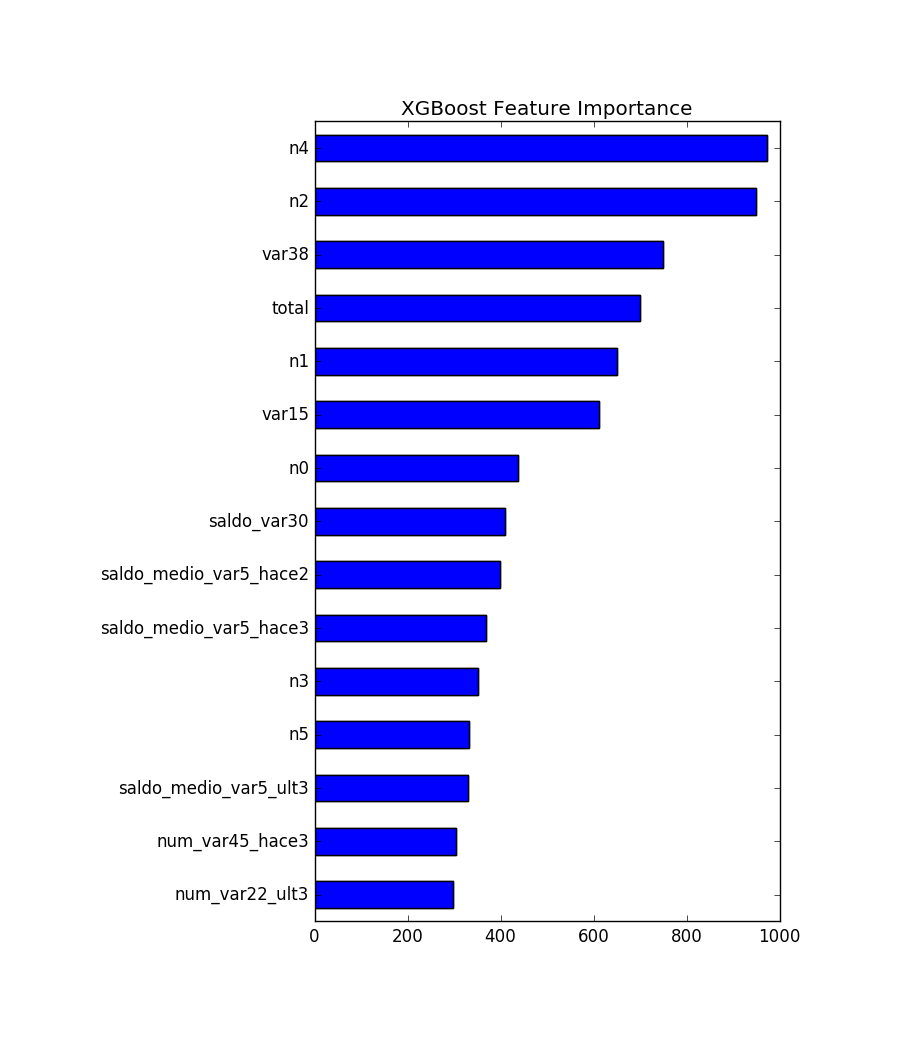 XGBoost Feature Importance
n4
n2
var38
total
n1
var15
n0
saldo_var30
saldo_medio_var5_hace2
saldo_medio_var5_hace3
n3
n5
saldo_medio_var5_ult3
num_var45_hace3
num_var22_ult3
0 200 400 600 800 1000